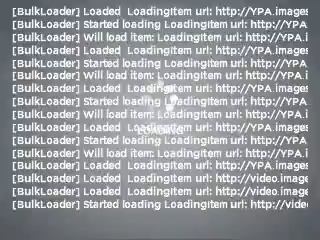 [BulkLoader] Loaded LoadingItem url: http://YPA.images
[BulkLoader] Started loading LoadingItem url: http://YPA
[BulkLoader] Will load item: LoadingItem url: http://YPA.i
[BulkLoader] Loaded LoadingItem url: http://YPA.images
[BulkLoader] Started loading LoadingItem url: http://YPA
[BulkLoader] Will load item: LoadingItem url: http://YPA.i
[BulkLoader] Loaded LoadingItem url: http://YPA.images
[BulkLoader] Started loading LoadingItem url: http://YPA
[BulkLoader] Will load item: LoadingItem url: http://YPA.i
[BulkLoader] Loaded LoadingItem url: http://YPA.images
LOADING
[BulkLoader] Started loading LoadingItem url: http://YPA
[BulkLoader] Will load item: LoadingItem url: http://YPA.i
[BulkLoader] Loaded LoadingItem url: http://YPA.images
[BulkLoader] Loaded LoadingItem url: http://video.image
[BulkLoader] Loaded LoadingItem url: http://video.image
[BulkLoader] Started loading LoadingItem url: http://vide